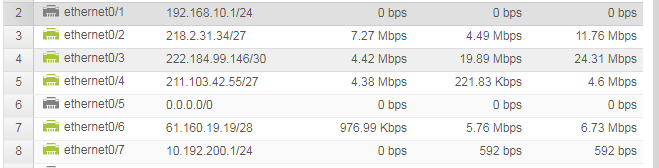 2 ethernet0/1 192.168.10.1/24 0 bps 0 bps 0 bps
3 ethernet0/2 218.2.31.34/27 7.27 Mbps 4.49 Mbps 11.76 Mbps
4 ethernet0/3 222.184.99.146/30 4.42 Mbps 19.89 Mbps 24.31 Mbps
5 ethernet0/4 211.103.42.55/27 4.38 Mbps 221.83 Kbps 4.6 Mbps
6 ethernet0/5 0.0.0.0/0 0 bps 0 bps 0 bps
7 ethernet0/6 61.160.19.19/28 976.99 Kbps 5.76 Mbps 6.73 Mbps
8 ethernet0/7 10.192.200.1/24 0 bps 592 bps 592 bps